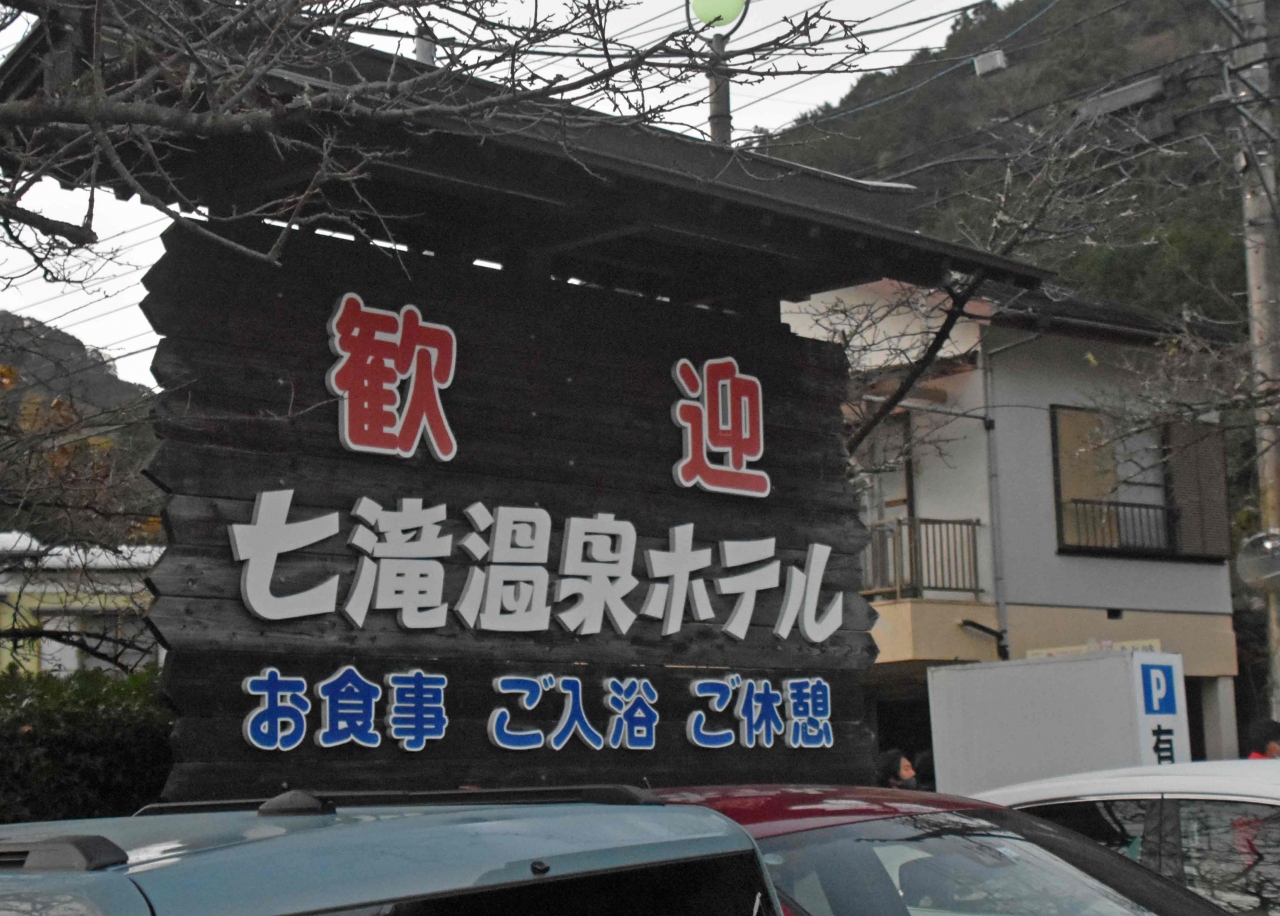 歓迎
七滝温泉ホテル
お食事 ご入浴 ご休憩
P
有